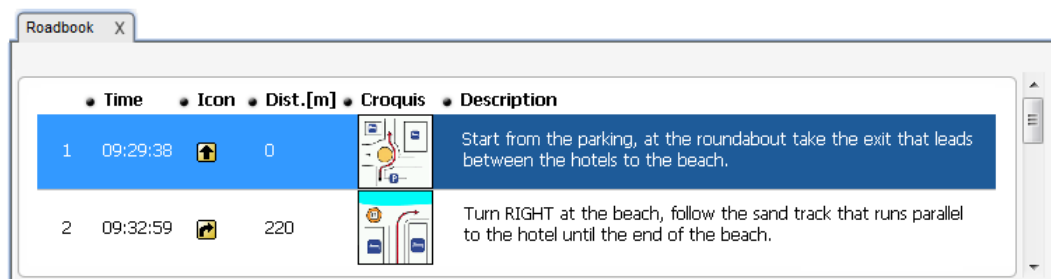 Roadbook X
Time Icon Dist.[m] Croquis Description
1 09:29:38 0 Start from the parking, at the roundabout take the exit that leads
between the hotels to the beach.
P
2 09:32:59 220 Turn RIGHT at the beach, follow the sand track that runs parallel
to the hotel until the end of the beach.